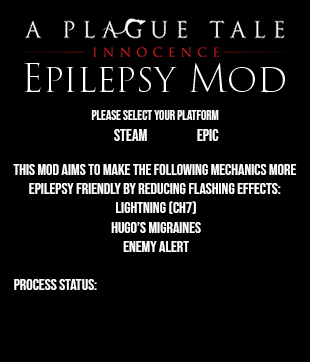 A PLAGUE TALE
INNOCENCE
EPILEPSY MOD
PLEASE SELECT YOUR PLATFORM
STEAM EPIC
THIS MOD AIMS TO MAKE THE FOLLOWING MECHANICS MORE
EPILEPSY FRIENDLY BY REDUCING FLASHING EFFECTS:
LIGHTNING (CH7)
HUGO'S MIGRAINES
ENEMY ALERT
PROCESS STATUS: